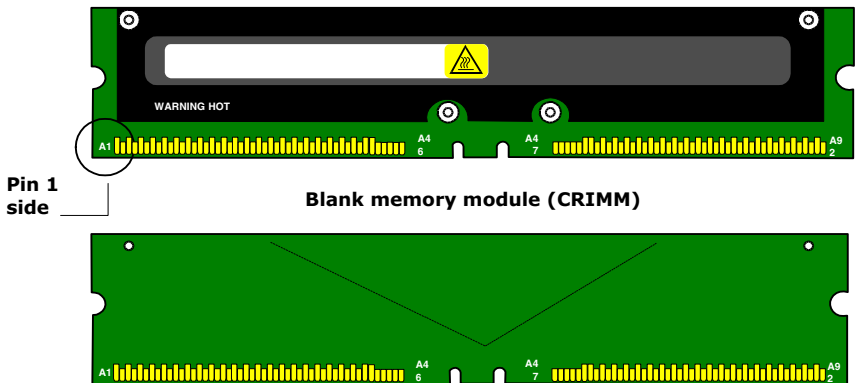 WARNING HOT
A1
A4
6
A4
7
A9
2
Pin 1
side
Blank memory module (CRIMM)
A1
A4
6
A4
7
A9
2